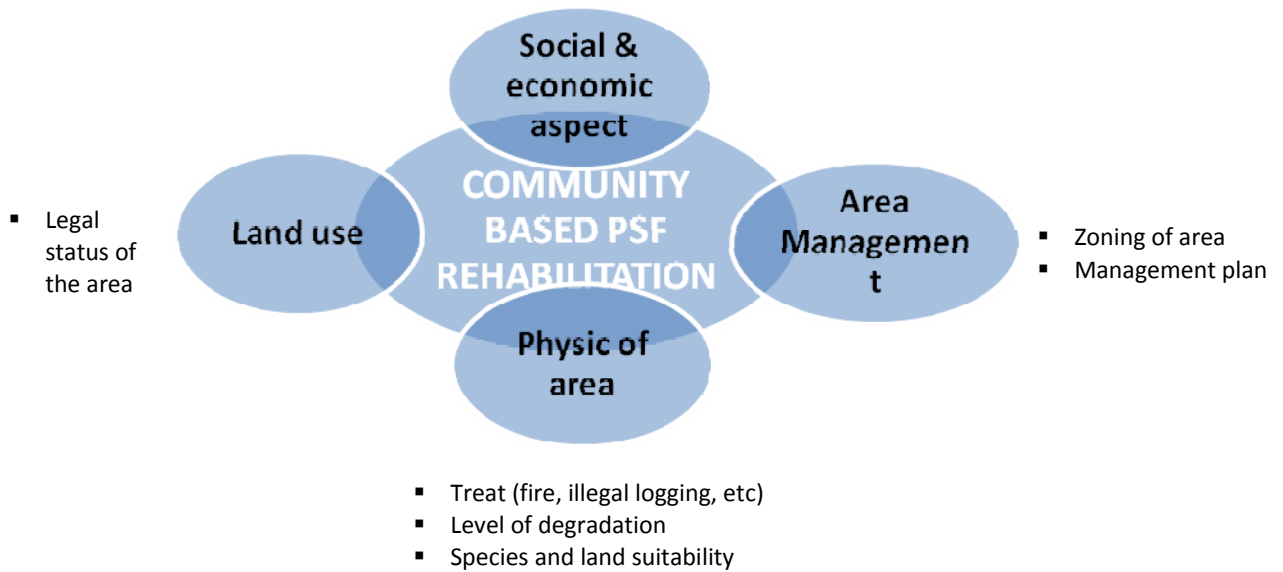 Social &
economic
aspect
COMMUNITY
BASED PSF
REHABILITATION
Land use
▪ Legal
status of
the area
Area
Managemen
t
▪ Zoning of area
▪ Management plan
Physic of
area
▪ Treat (fire, illegal logging, etc)
▪ Level of degradation
▪ Species and land suitability